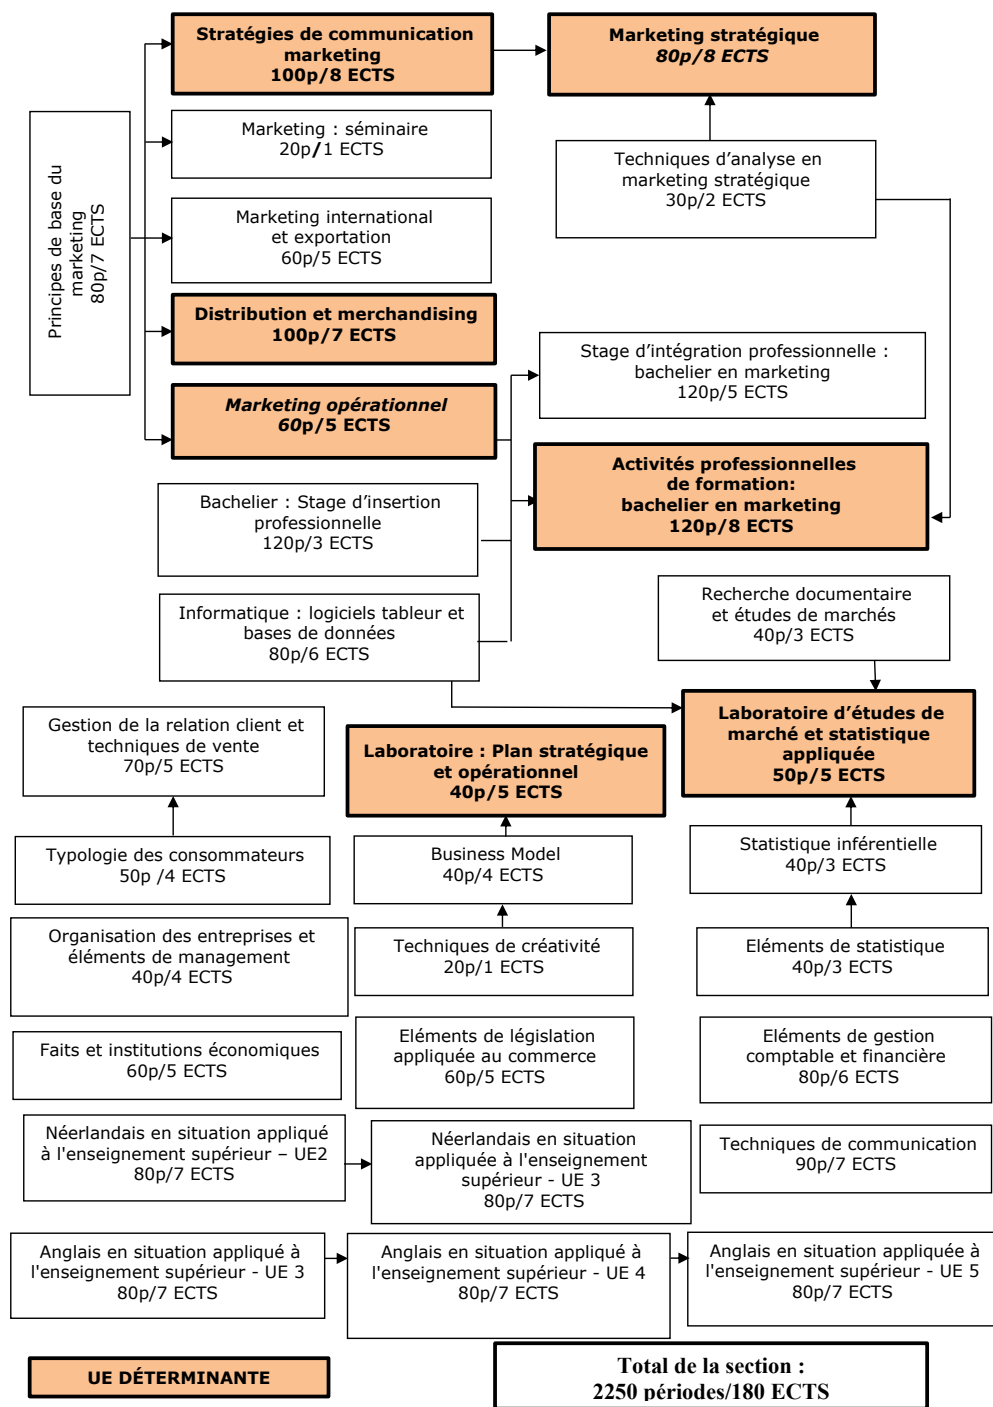 Stratégies de communication
marketing
100p/8 ECTS
Marketing stratégique
80p/8 ECTS
Principes de base du
marketing
80p/7 ECTS
Marketing : séminaire
20p/1 ECTS
Techniques d'analyse en
marketing stratégique
30p/2 ECTS
Marketing international
et exportation
60p/5 ECTS
Distribution et merchandising
100p/7 ECTS
Stage d'intégration professionnelle :
bachelier en marketing
120p/5 ECTS
Marketing opérationnel
60p/5 ECTS
Activités professionnelles
de formation:
bachelier en marketing
120p/8 ECTS
Bachelier : Stage d'insertion
professionnelle
120p/3 ECTS
Recherche documentaire
et études de marchés
40p/3 ECTS
Informatique : logiciels tableur et
bases de données
80p/6 ECTS
Gestion de la relation client et
techniques de vente
70p/5 ECTS
Laboratoire : Plan stratégique
et opérationnel
40p/5 ECTS
Laboratoire d'études de
marché et statistique
appliquée
50p/5 ECTS
Typologie des consommateurs
50p /4 ECTS
Business Model
40p/4 ECTS
Statistique inférentielle
40p/3 ECTS
Organisation des entreprises et
éléments de management
40p/4 ECTS
Techniques de créativité
20p/1 ECTS
Eléments de statistique
40p/3 ECTS
Faits et institutions économiques
60p/5 ECTS
Eléments de législation
appliquée au commerce
60p/5 ECTS
Eléments de gestion
comptable et financière
80p/6 ECTS
Néerlandais en situation appliqué
à l'enseignement supérieur – UE2
80p/7 ECTS
Néerlandais en situation
appliquée à l'enseignement
supérieur - UE 3
80p/7 ECTS
Techniques de communication
90p/7 ECTS
Anglais en situation appliqué à
l'enseignement supérieur - UE 3
80p/7 ECTS
Anglais en situation appliqué à
l'enseignement supérieur - UE 4
80p/7 ECTS
Anglais en situation appliquée à
l'enseignement supérieur - UE 5
80p/7 ECTS
UE DÉTERMINANTE
Total de la section :
2250 périodes/180 ECTS